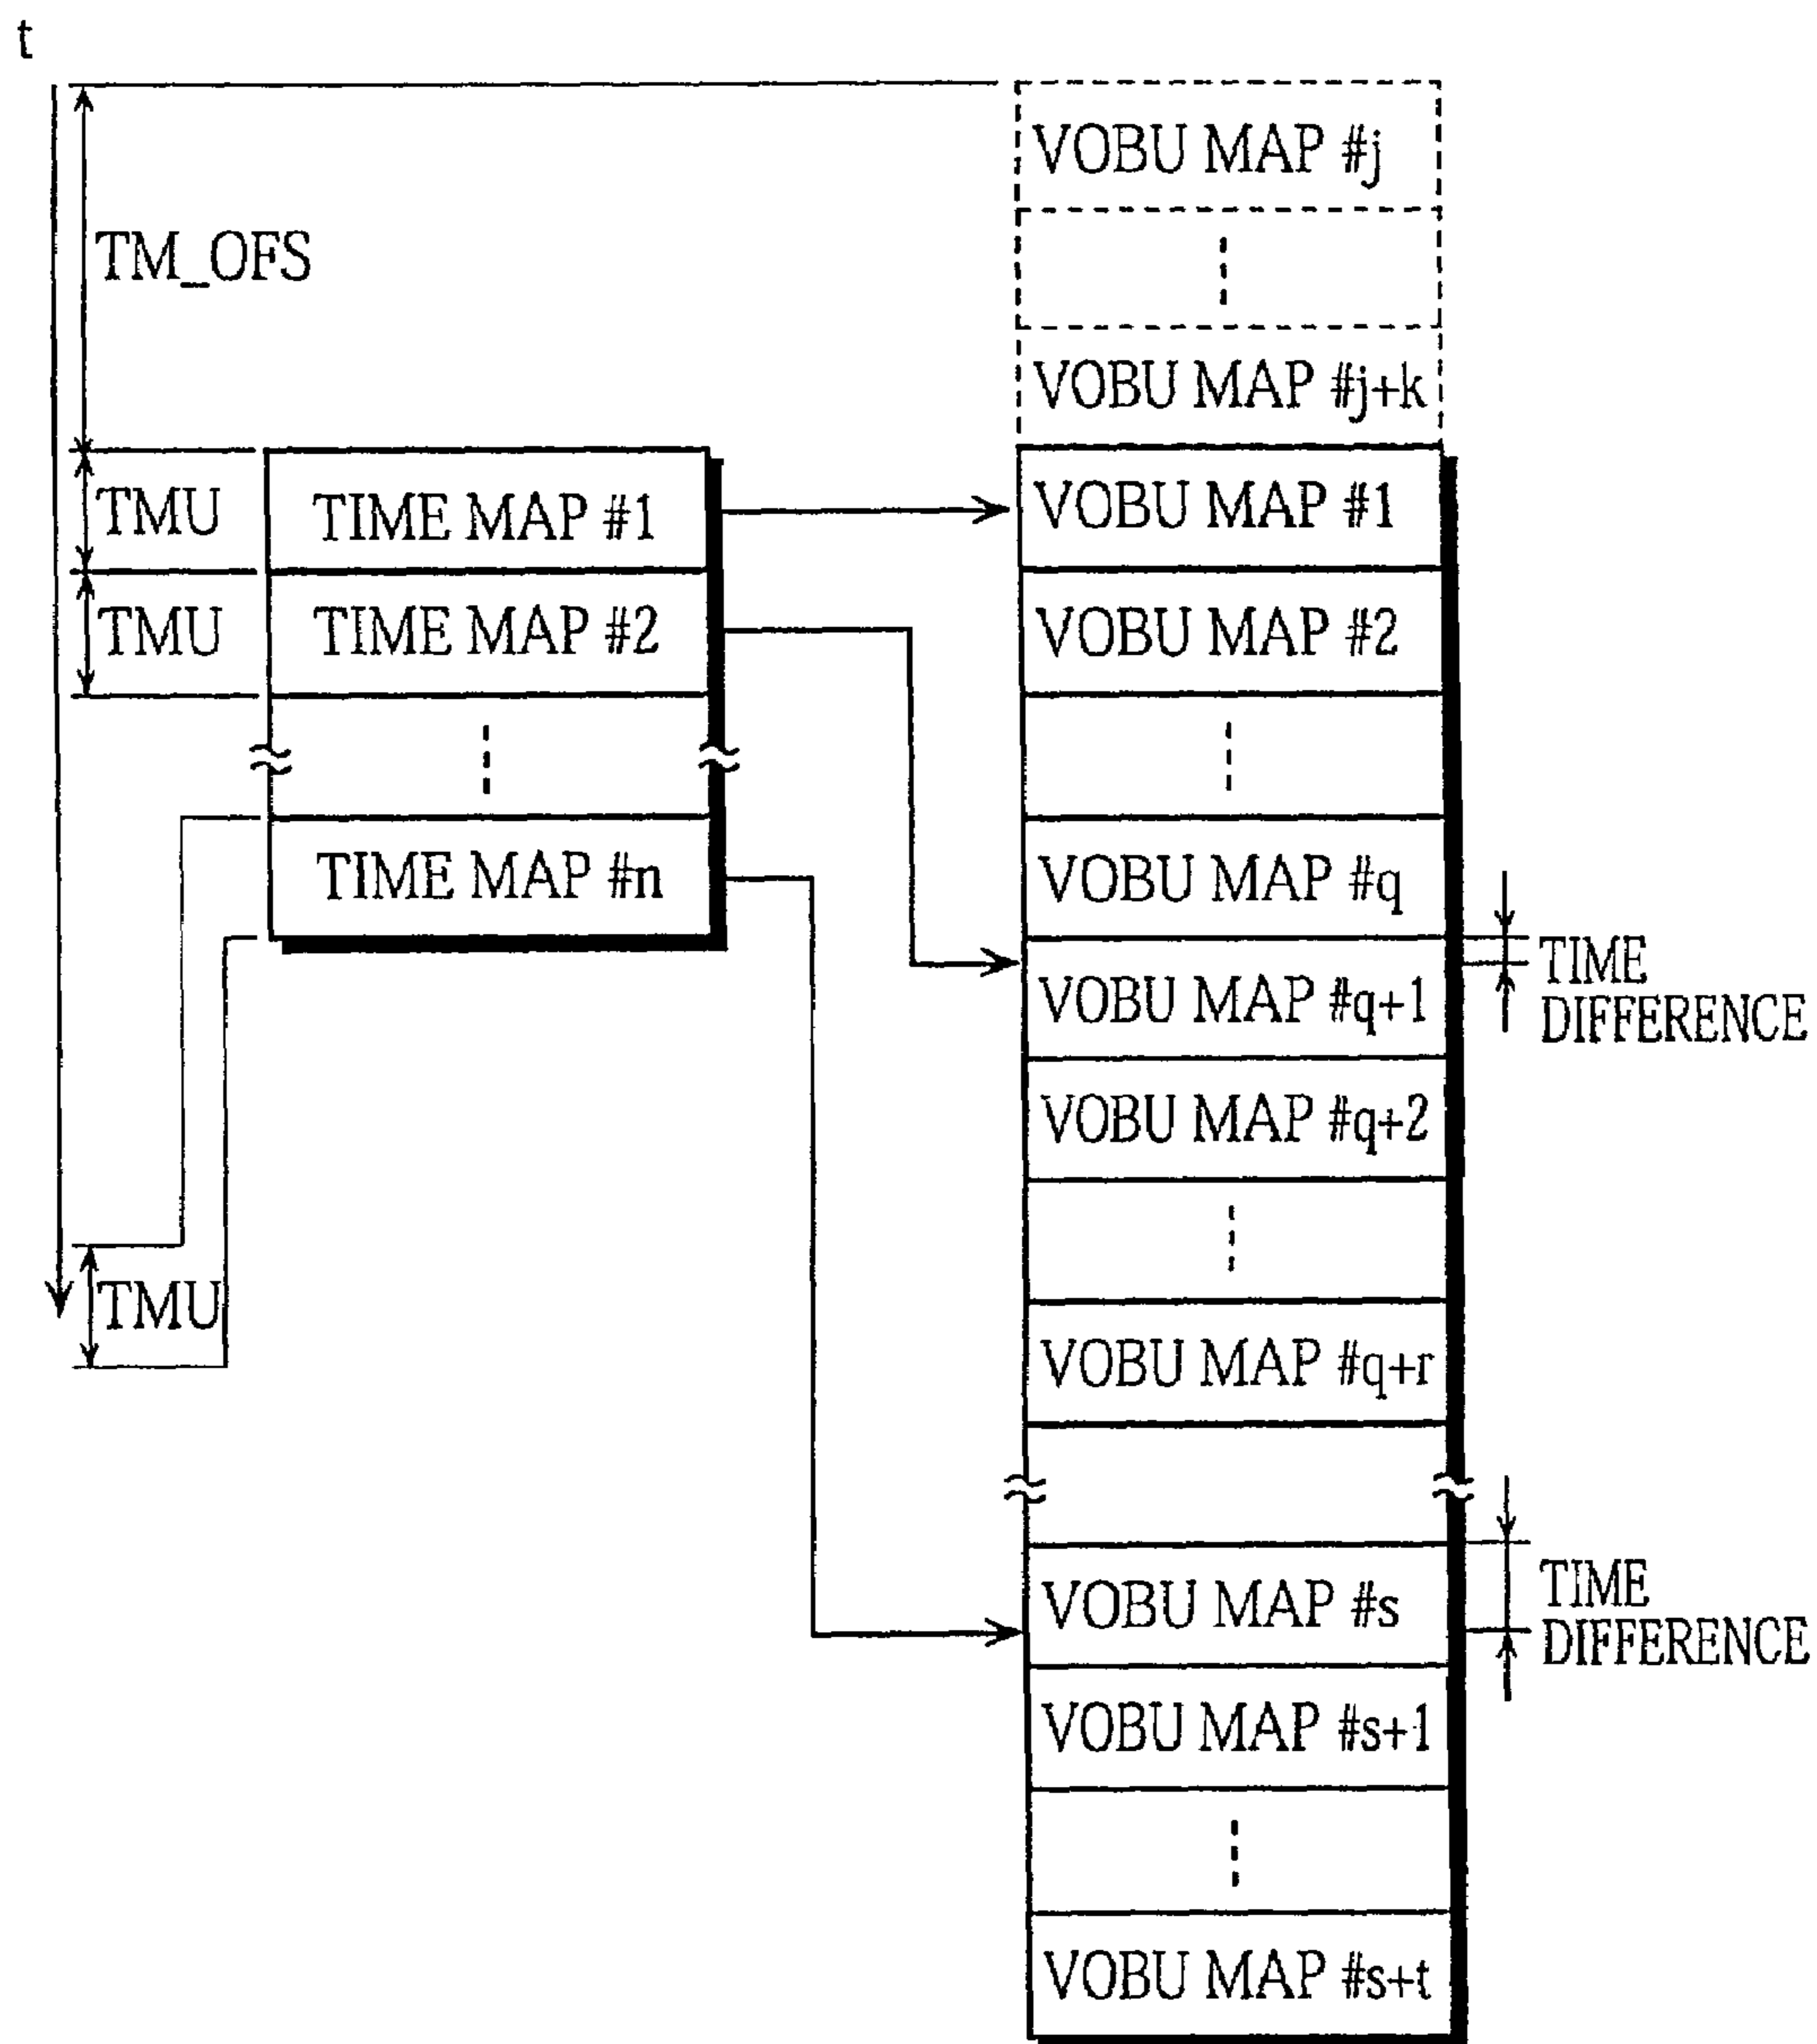 t
TM_OFS
TMU
TMU
TMU
TIME MAP #1
TIME MAP #2
TIME MAP #n
VOBU MAP #j
VOBU MAP #j+k
VOBU MAP #1
VOBU MAP #2
VOBU MAP #q
VOBU MAP #q+1
VOBU MAP #q+2
VOBU MAP #q+r
VOBU MAP #s
VOBU MAP #s+1
VOBU MAP #s+t
TIME
DIFFERENCE
TIME
DIFFERENCE